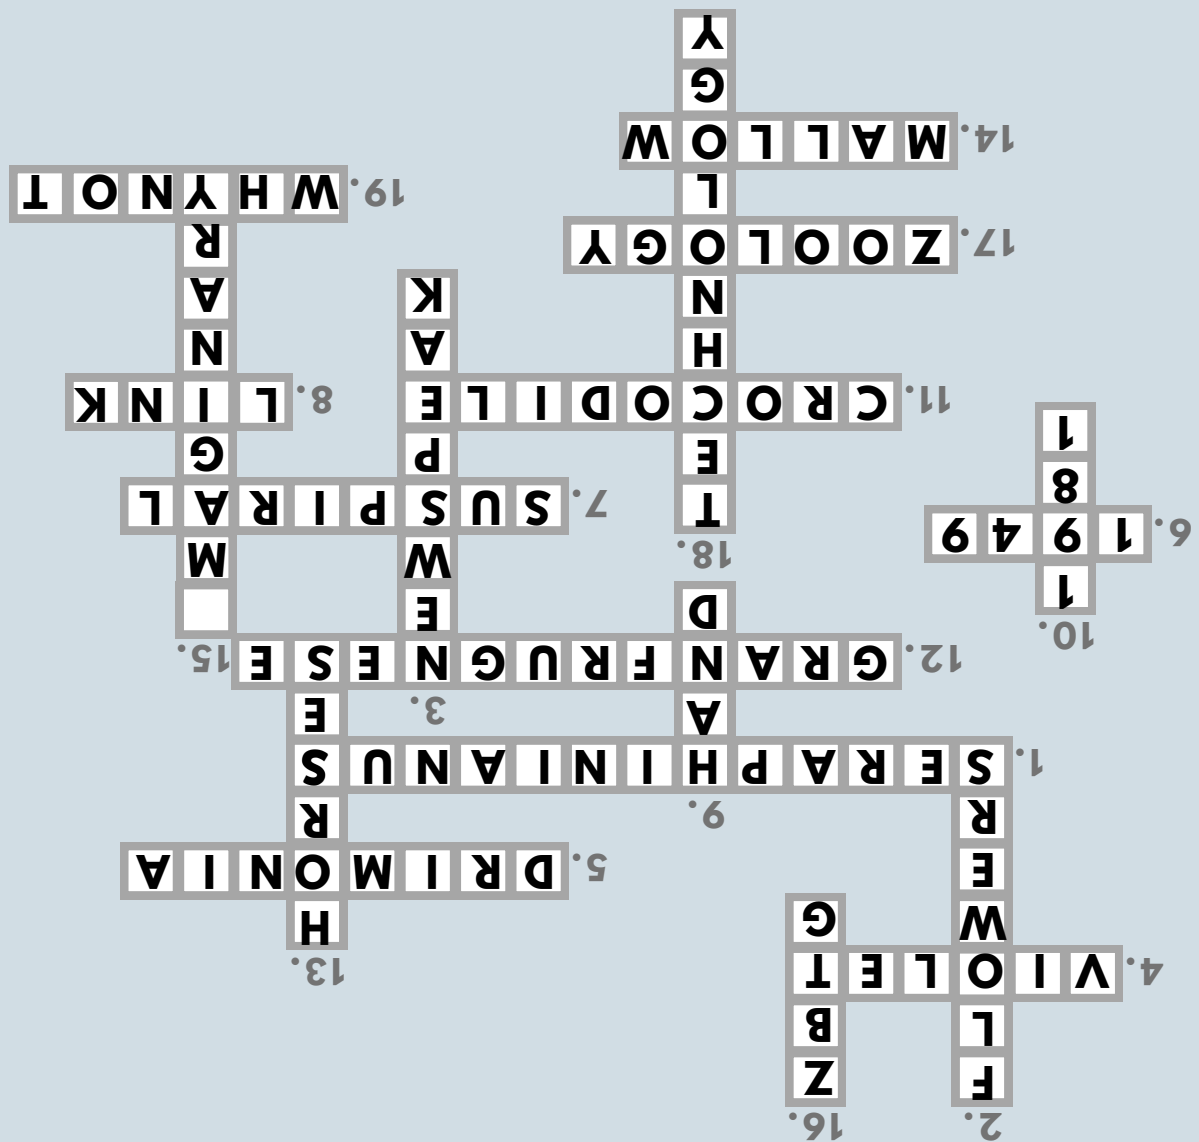 2. FLOWERS
16. ZBTG
4. VIOLET
13. HORSES
5. DRIMONIA
9. HAND
1. SERAPHINIANUS
3. NEWSPEAK
12. GRANFRUGNESE
15. MAGINARY
10. 1981
6. 1949
18. TECHNOLOGY
7. SUSPIRAL
11. CROCODILE
8. LINK
17. ZOOLOGY
19. WHYNOT
14. MALLOW